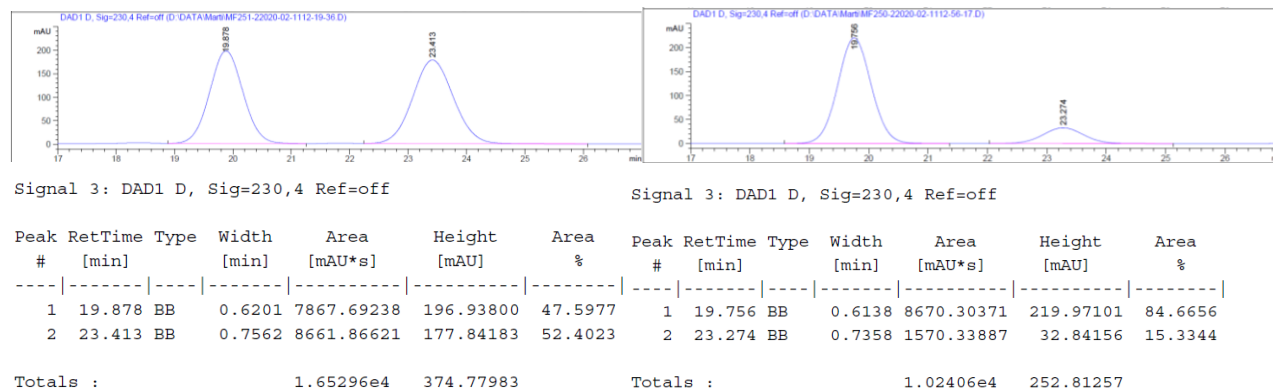 DAD1 D, Sig=230,4 Ref=off (D:\DATA\Marti\MF251-22020-02-1112-19-36.D)
mAU
200
150
100
50
0
19.878
23.413
17 18 19 20 21 22 23 24 25 26 min
Signal 3: DAD1 D, Sig=230,4 Ref=off
Peak RetTime Type Width Area Height Area
# [min] [min] [mAU*s] [mAU] %
----|-------|----|-------|----------|----------|--------|
1 19.878 BB 0.6201 7867.69238 196.93800 47.5977
2 23.413 BB 0.7562 8661.86621 177.84183 52.4023
Totals : 1.65296e4 374.77983
DAD1 D, Sig=230,4 Ref=off (D:\DATA\Marti\MF250-22020-02-1112-56-17.D)
mAU
200
150
100
50
0
19.756
23.274
17 18 19 20 21 22 23 24 25 26
Signal 3: DAD1 D, Sig=230,4 Ref=off
Peak RetTime Type Width Area Height Area
# [min] [min] [mAU*s] [mAU] %
----|-------|----|-------|----------|----------|--------|
1 19.756 BB 0.6138 8670.30371 219.97101 84.6656
2 23.274 BB 0.7358 1570.33887 32.84156 15.3344
Totals : 1.02406e4 252.81257